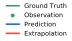 Ground Truth
Observation
Prediction
Extrapolation